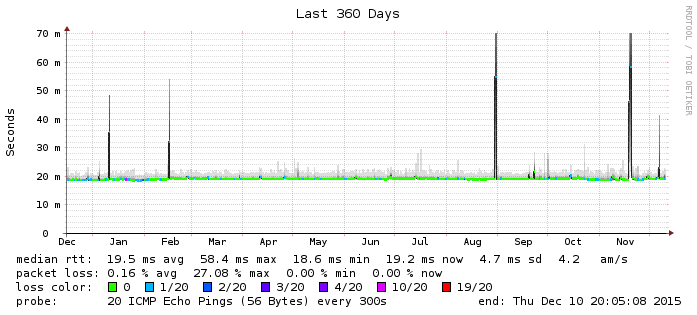 Last 360 Days
RRDTOOL / TOBI OETIKER
Seconds
70 m
60 m
50 m
40 m
30 m
20 m
10 m
0
Dec Jan Feb Mar Apr May Jun Jul Aug Sep Oct Nov
median rtt: 19.5 ms avg 58.4 ms max 18.6 ms min 19.2 ms now 4.7 ms sd 4.2 am/s
packet loss: 0.16 % avg 27.08 % max 0.00 % min 0.00 % now
loss color: 0 1/20 2/20 3/20 4/20 10/20 19/20
probe: 20 ICMP Echo Pings (56 Bytes) every 300s end: Thu Dec 10 20:05:08 2015